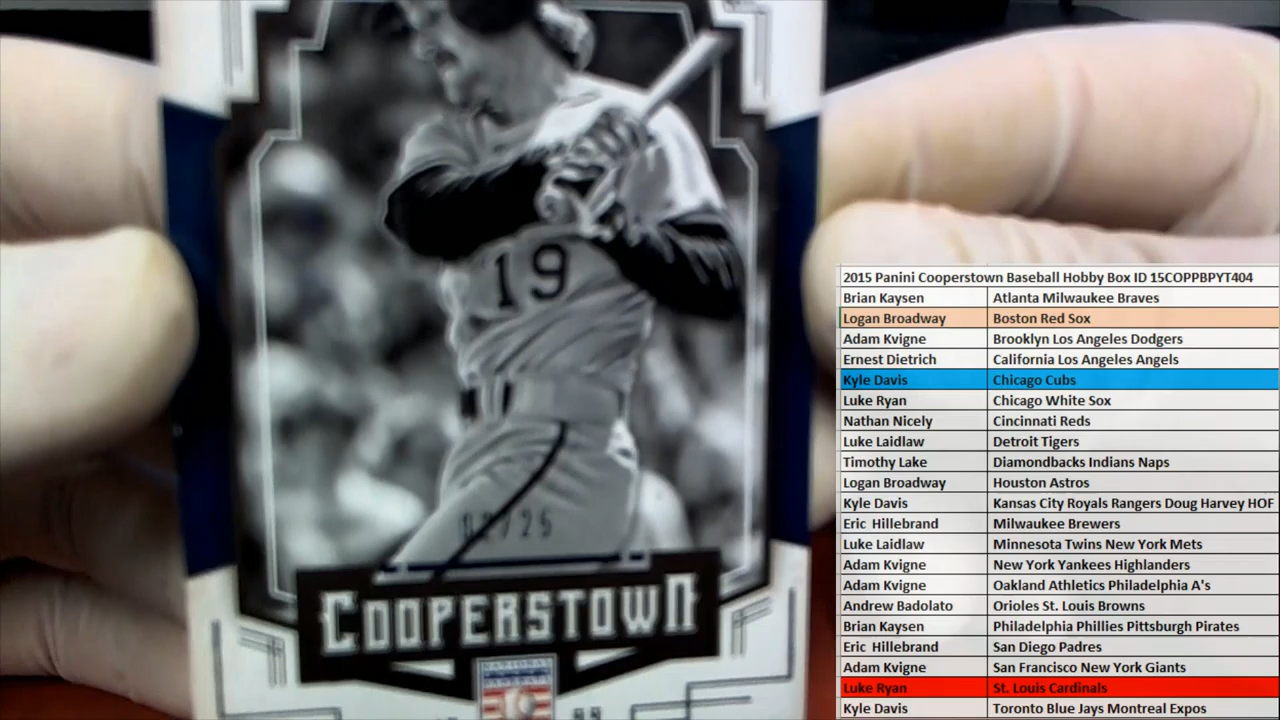 19
/25
COOPERSTOWN
NATIONAL
BASEBALL
2015 Panini Cooperstown Baseball Hobby Box ID 15COPPBPYT404
Brian Kaysen Atlanta Milwaukee Braves
Logan Broadway Boston Red Sox
Adam Kvigne Brooklyn Los Angeles Dodgers
Ernest Dietrich California Los Angeles Angels
Kyle Davis Chicago Cubs
Luke Ryan Chicago White Sox
Nathan Nicely Cincinnati Reds
Luke Laidlaw Detroit Tigers
Timothy Lake Diamondbacks Indians Naps
Logan Broadway Houston Astros
Kyle Davis Kansas City Royals Rangers Doug Harvey HOF
Eric Hillebrand Milwaukee Brewers
Luke Laidlaw Minnesota Twins New York Mets
Adam Kvigne New York Yankees Highlanders
Adam Kvigne Oakland Athletics Philadelphia A's
Andrew Badolato Orioles St. Louis Browns
Brian Kaysen Philadelphia Phillies Pittsburgh Pirates
Eric Hillebrand San Diego Padres
Adam Kvigne San Francisco New York Giants
Luke Ryan St. Louis Cardinals
Kyle Davis Toronto Blue Jays Montreal Expos